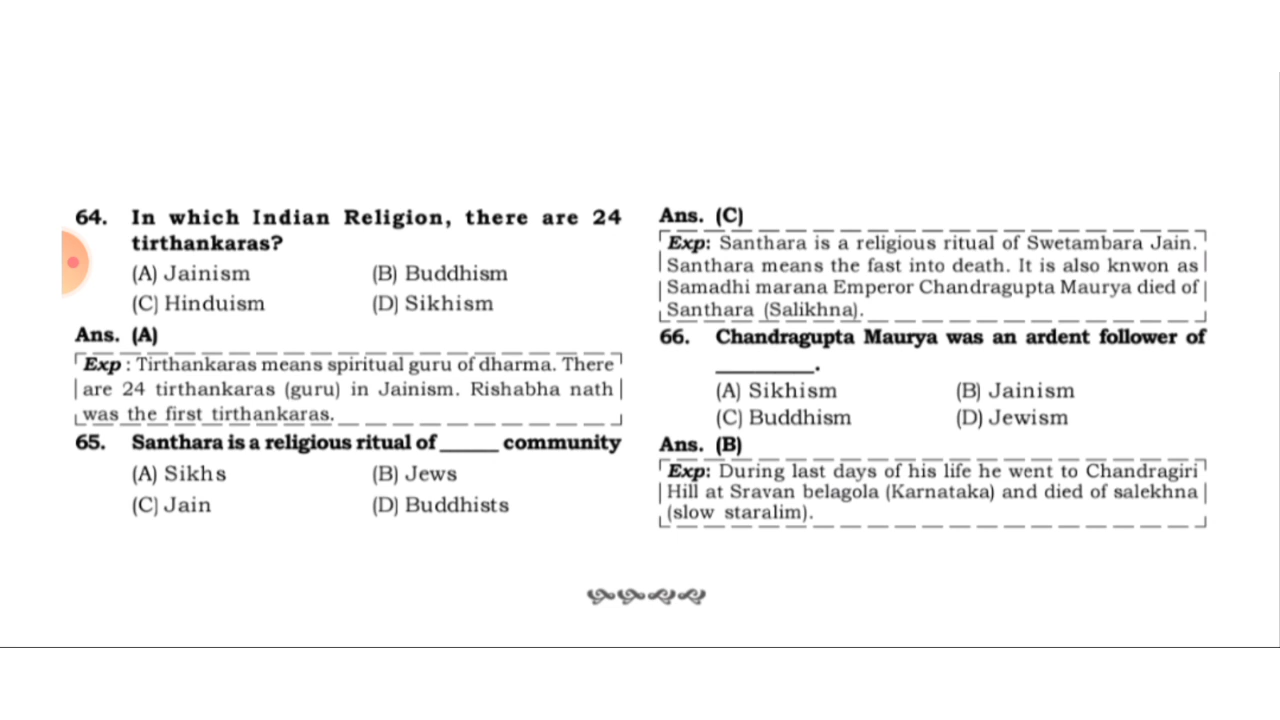 64. In which Indian Religion, there are 24
tirthankaras?
(A) Jainism (B) Buddhism
(C) Hinduism (D) Sikhism
Ans. (A)
Exp : Tirthankaras means spiritual guru of dharma. There
are 24 tirthankaras (guru) in Jainism. Rishabha nath
was the first tirthankaras.
65. Santhara is a religious ritual of _____ community
(A) Sikhs (B) Jews
(C) Jain (D) Buddhists
Ans. (C)
Exp: Santhara is a religious ritual of Swetambara Jain.
Santhara means the fast into death. It is also knwon as
Samadhi marana Emperor Chandragupta Maurya died of
Santhara (Salikhna).
66. Chandragupta Maurya was an ardent follower of
_________.
(A) Sikhism (B) Jainism
(C) Buddhism (D) Jewism
Ans. (B)
Exp: During last days of his life he went to Chandragiri
Hill at Sravan belagola (Karnataka) and died of salekhna
(slow staralim).